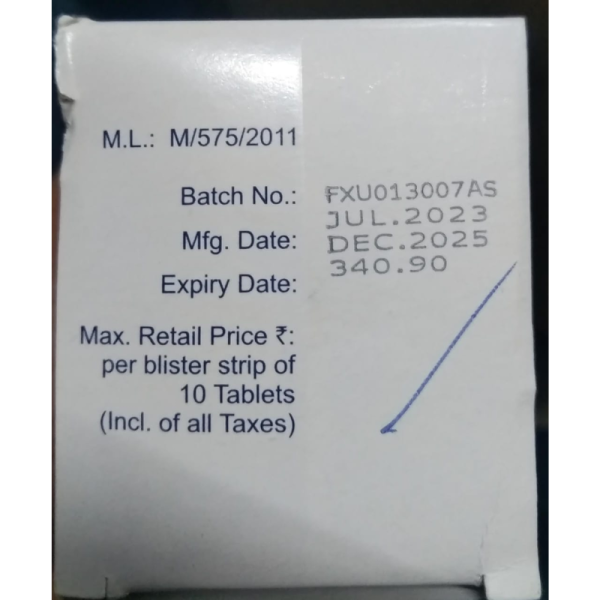 M.L.: M/575/2011
Batch No.: FXU013007AS
JUL.2023
Mfg. Date: DEC.2025
340.90
Expiry Date:
Max. Retail Price ₹:
per blister strip of
10 Tablets
(Incl. of all Taxes)